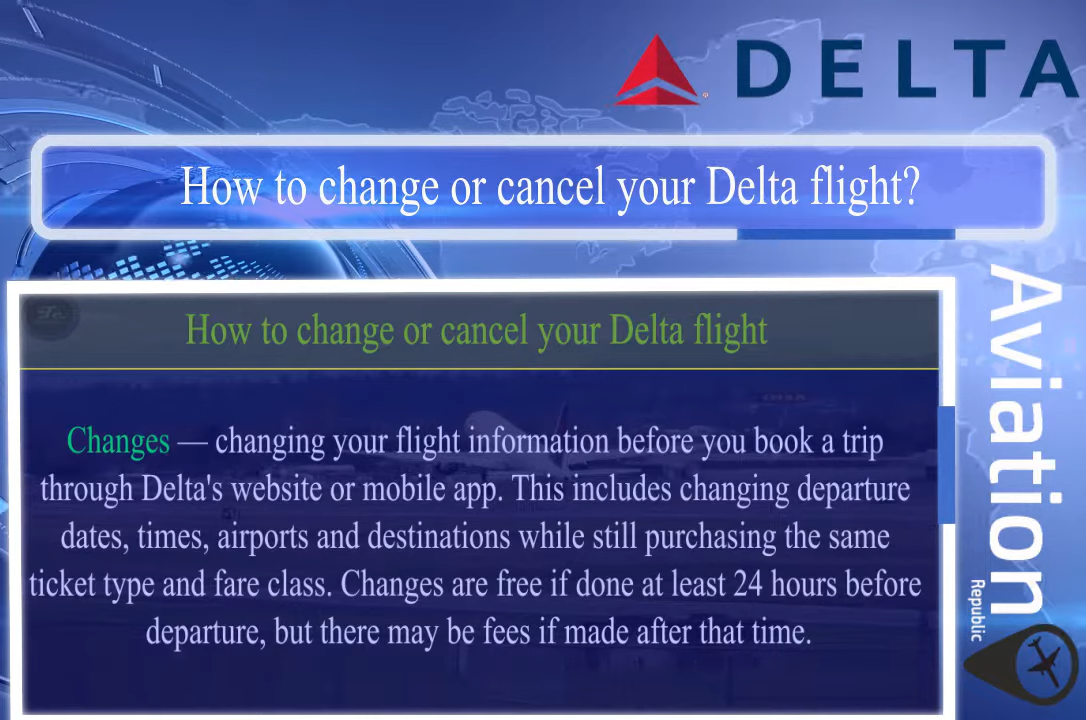 DELTA
How to change or cancel your Delta flight?
How to change or cancel your Delta flight
Changes — changing your flight information before you book a trip
through Delta's website or mobile app. This includes changing departure
dates, times, airports and destinations while still purchasing the same
ticket type and fare class. Changes are free if done at least 24 hours before
departure, but there may be fees if made after that time.
Aviation
Republic